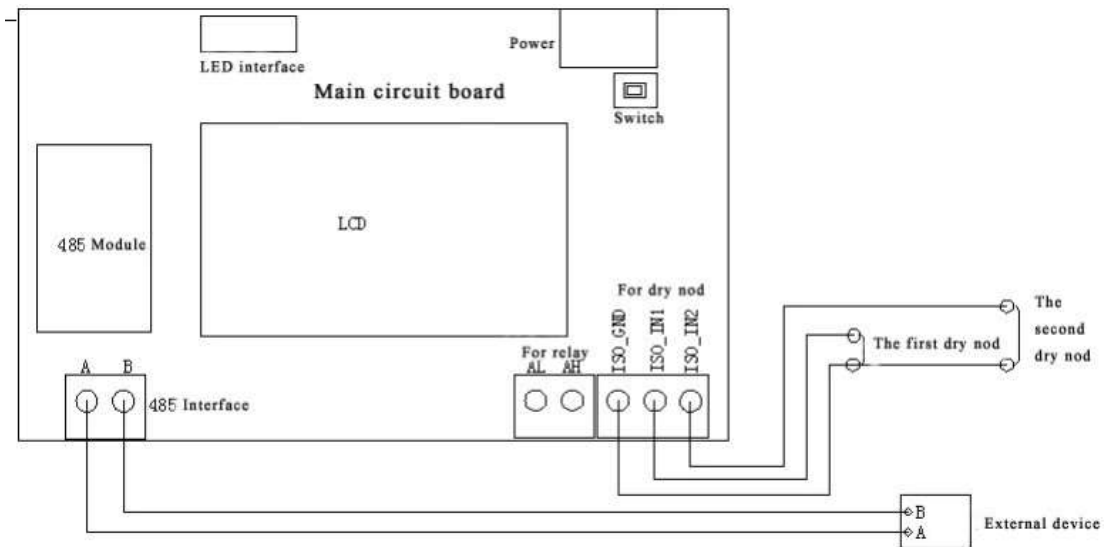 Power
LED interface
Main circuit board
Switch
LCD
485 Module
For dry nod
ISO_GND
ISO_IN1
ISO_IN2
The
second
dry nod
The first dry nod
For relay
AL AH
A B
485 Interface
B
A
External device